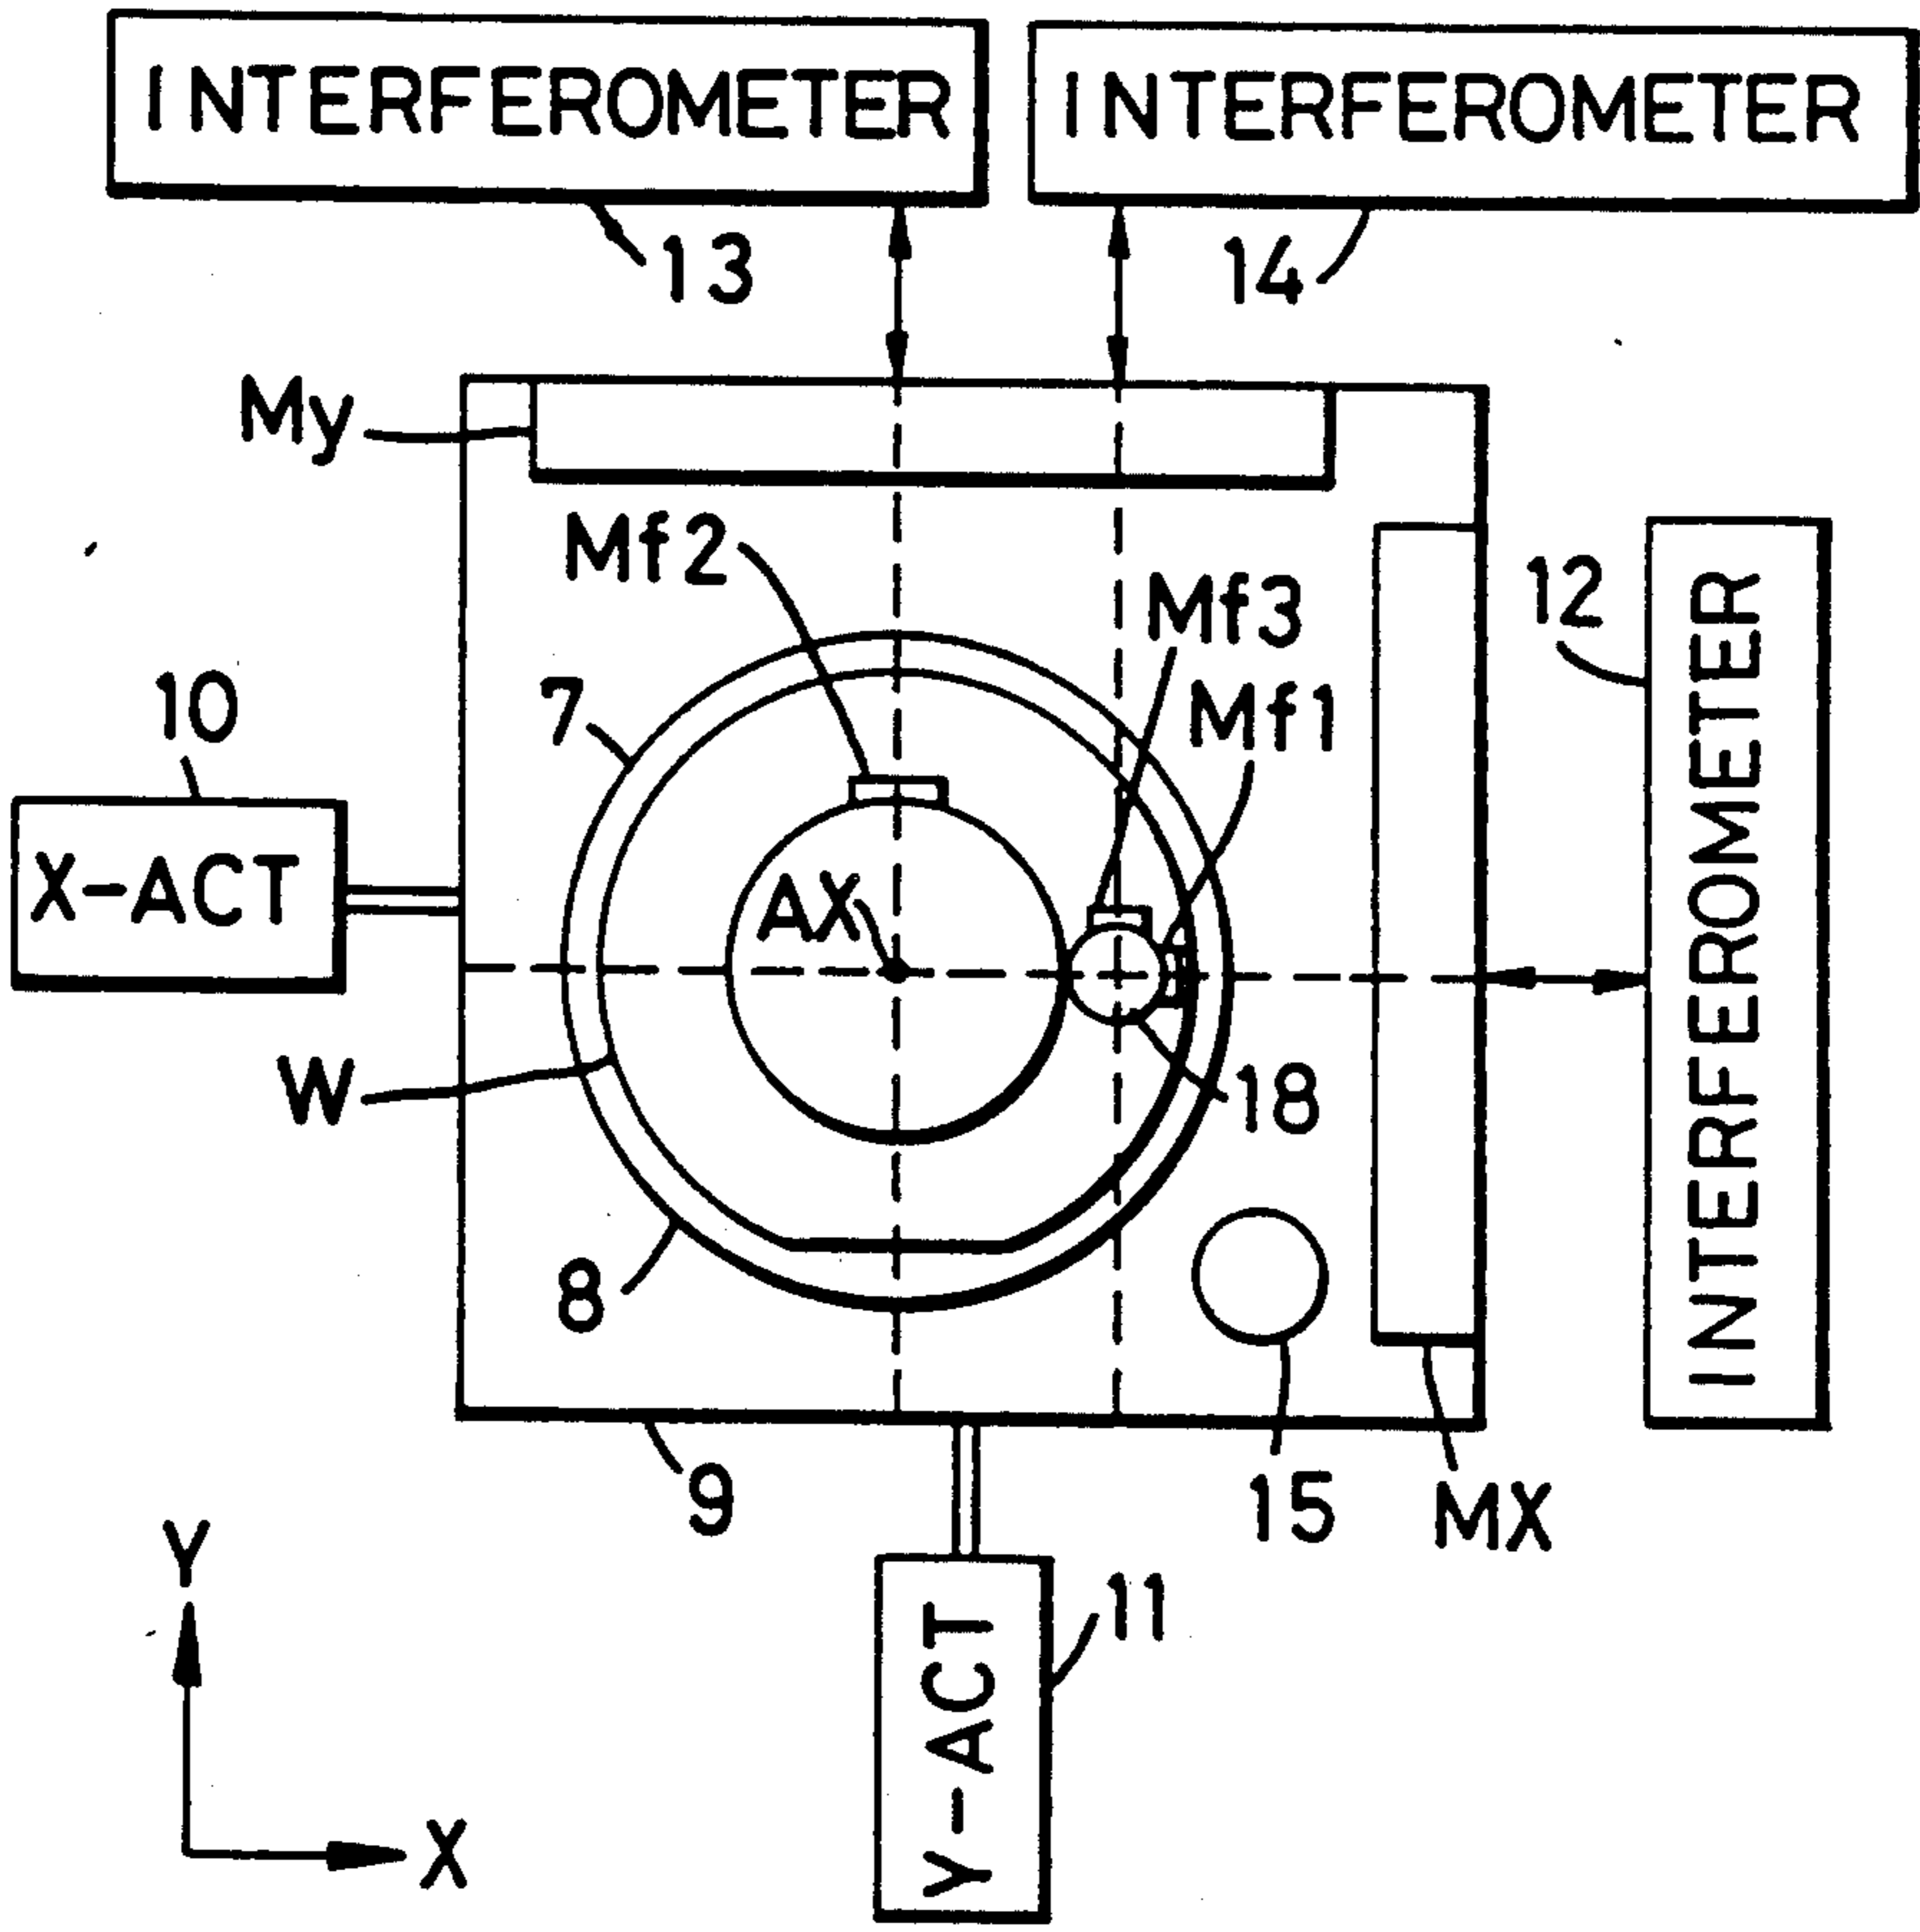 INTERFEROMETER
INTERFEROMETER
13
14
My
Mf2
Mf3
12
INTERFEROMETER
Mf1
10
7
X-ACT
AX
W
18
8
9
15
MX
Y
11
Y-ACT
X